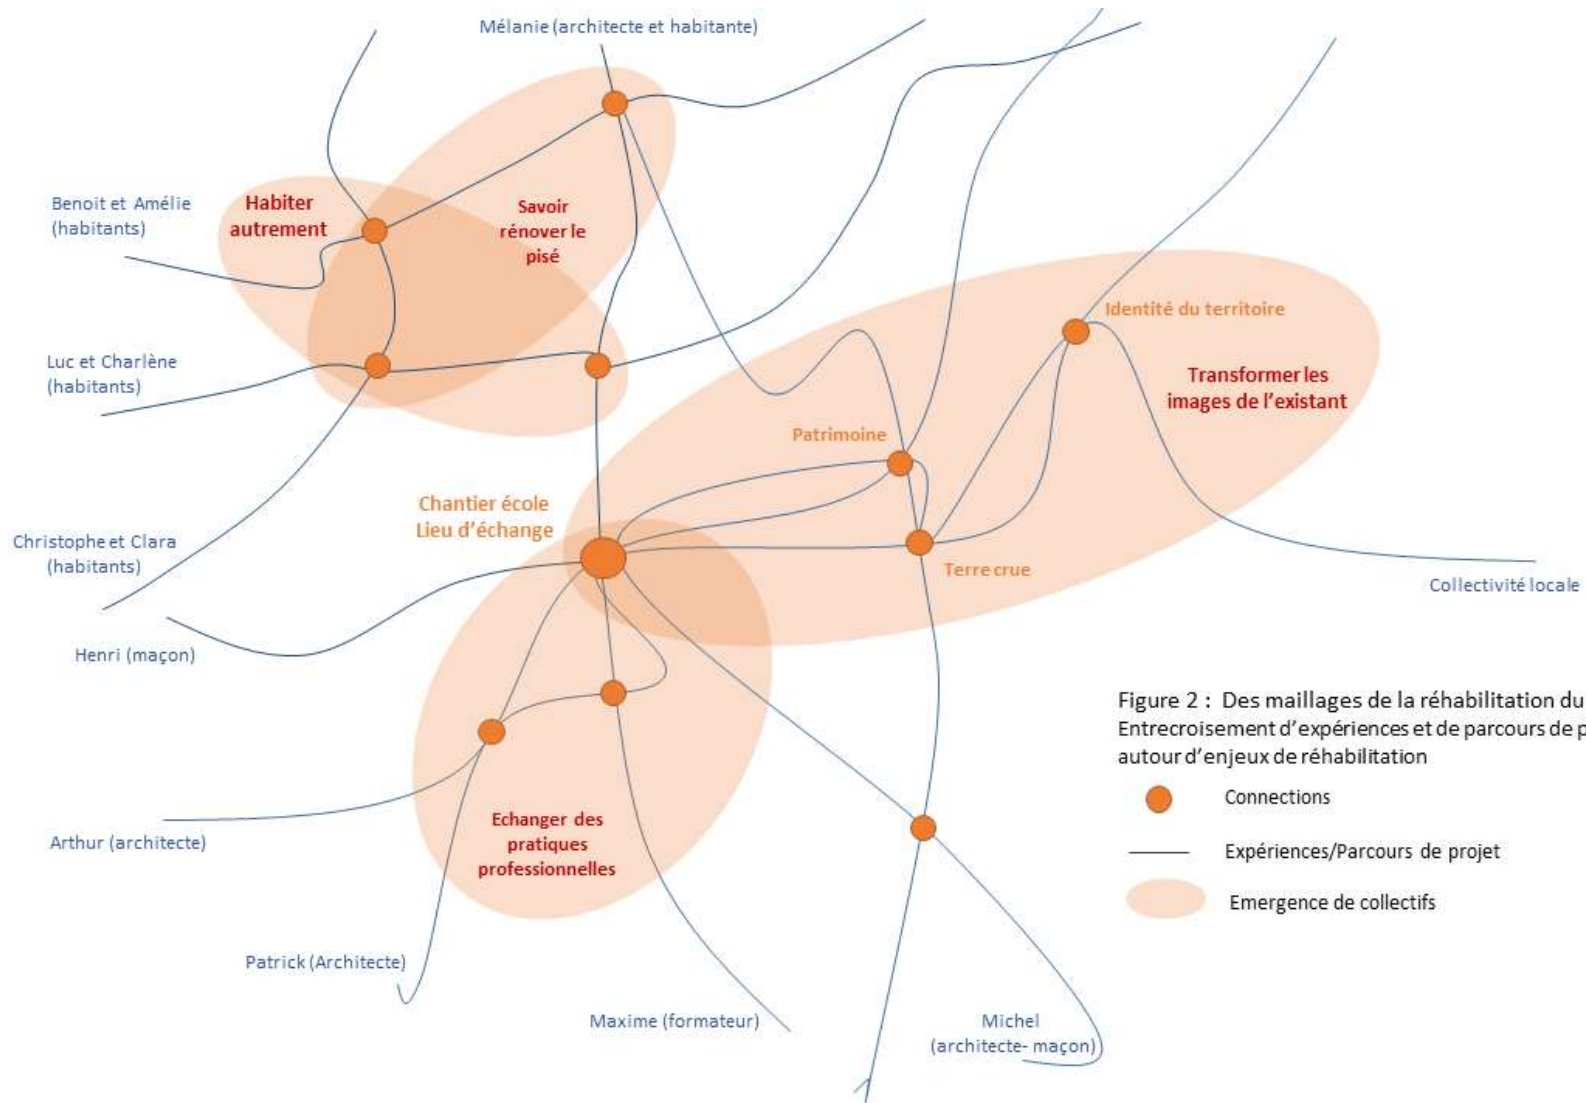 Mélanie (architecte et habitante)
Benoit et Amélie
(habitants)
Habiter
autrement
Savoir
rénover le
pisé
Identité du territoire
Luc et Charlène
(habitants)
Transformer les
images de l'existant
Patrimoine
Chantier école
Lieu d'échange
Christophe et Clara
(habitants)
Terre crue
Collectivité locale
Henri (maçon)
Figure 2 : Des maillages de la réhabilitation du
Entrecroisement d'expériences et de parcours de p
autour d'enjeux de réhabilitation
Connections
Expériences/Parcours de projet
Emergence de collectifs
Arthur (architecte)
Echanger des
pratiques
professionnelles
Patrick (Architecte)
Maxime (formateur)
Michel
(architecte- maçon)